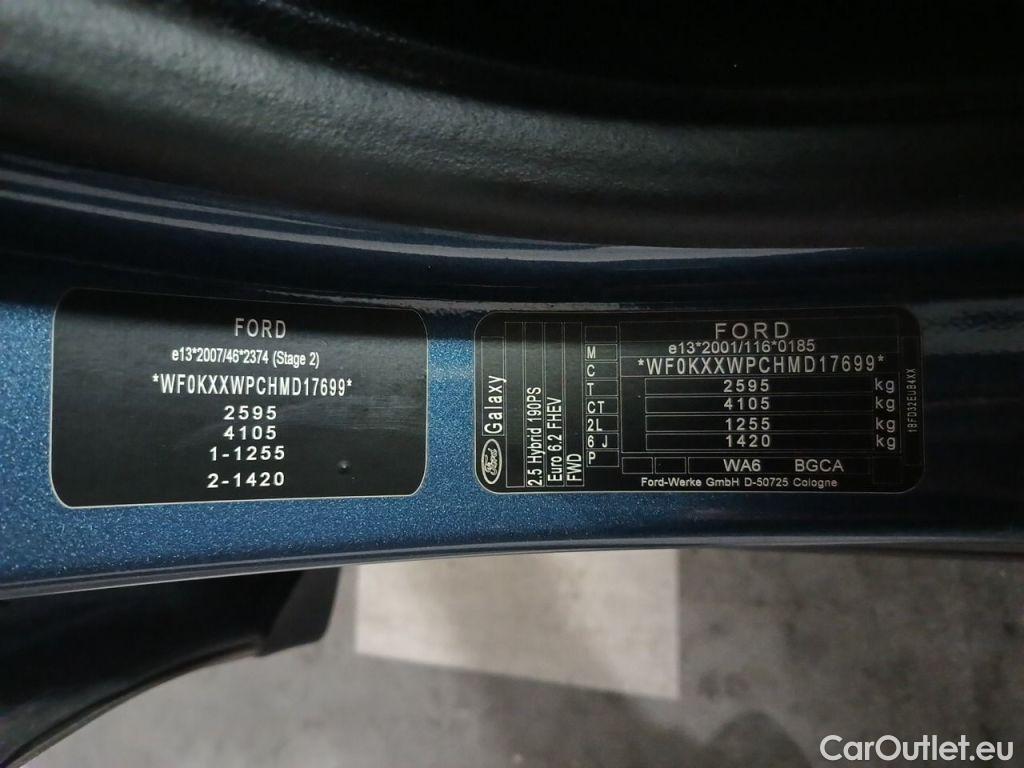 FORD
e13*2007/46*2374 (Stage 2)
*WF0KXXWPCHMD17699*
2595
4105
1-1255
2-1420
Ford
Galaxy
2.5 Hybrid 190PS
Euro 6.2 FHEV
FWD
M
C
T
CT
2L
6 J
P
FORD
e13*2001/116*0185
*WF0KXXWPCHMD17699*
2595 kg
4105 kg
1255 kg
1420 kg
WA6 BGCA
Ford-Werke GmbH D-50725 Cologne
CarOutlet.eu